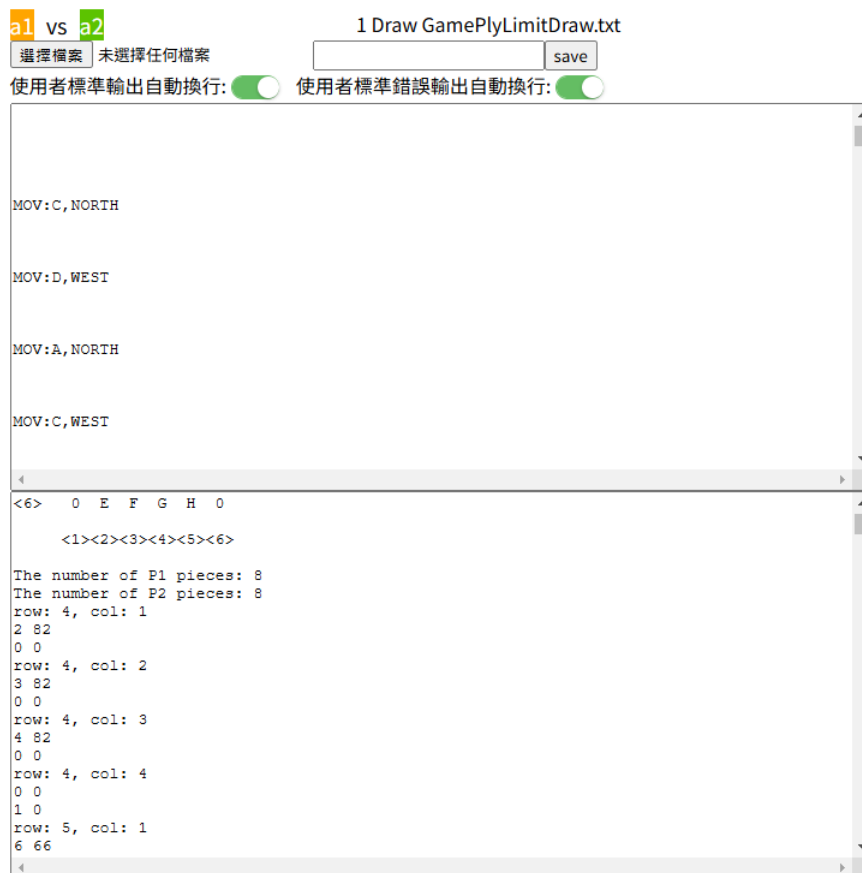 a1 vs a2 1 Draw GamePlyLimitDraw.txt
選擇檔案 未選擇任何檔案 save
使用者標準輸出自動換行: 使用者標準錯誤輸出自動換行:
MOV:C,NORTH
MOV:D,WEST
MOV:A,NORTH
MOV:C,WEST
<6> 0 E F G H 0
<1><2><3><4><5><6>
The number of P1 pieces: 8
The number of P2 pieces: 8
row: 4, col: 1
2 82
0 0
row: 4, col: 2
3 82
0 0
row: 4, col: 3
4 82
0 0
row: 4, col: 4
0 0
1 0
row: 5, col: 1
6 66